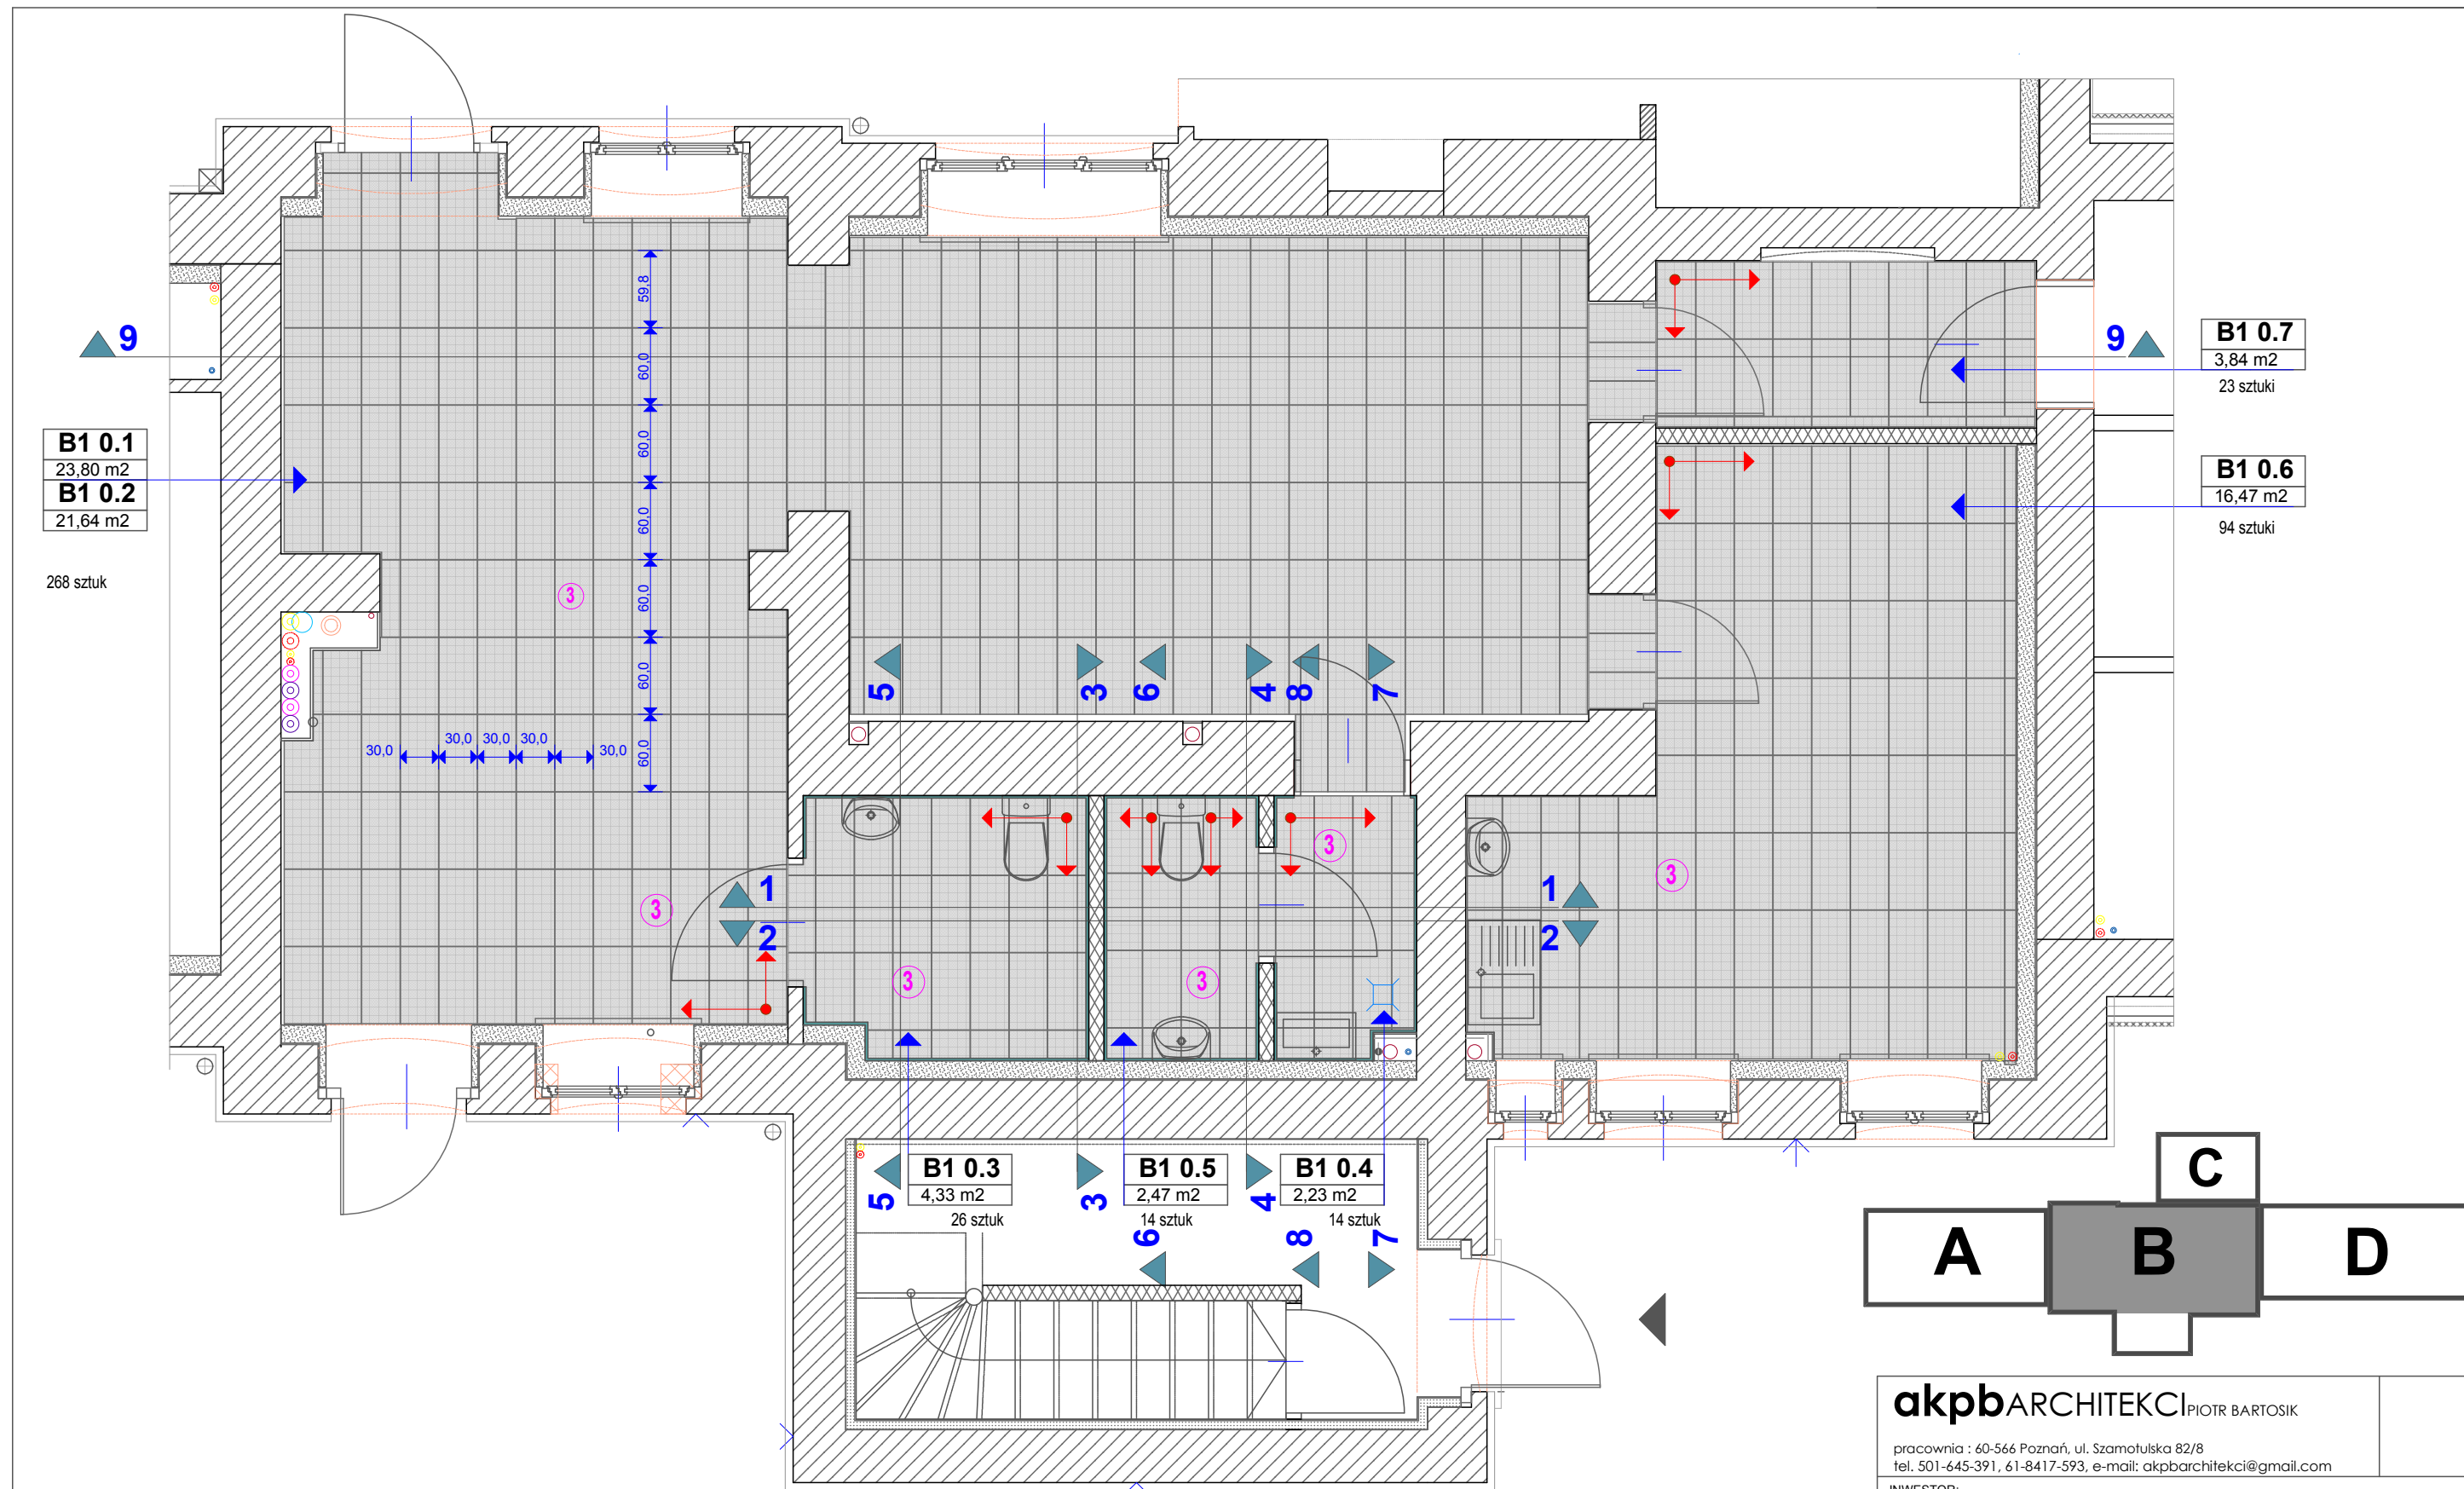 59,8
9
9
B1 0.7
3,84 m2
23 sztuki
60,0
B1 0.1
23,80 m2
B1 0.2
21,64 m2
60,0
B1 0.6
16,47 m2
94 sztuki
60,0
268 sztuk
3
60,0
60,0
5
3
6
4
8
7
60,0
30,0
30,0
30,0
30,0
30,0
3
3
1
1
3
2
2
3
3
B1 0.3
4,33 m2
26 sztuk
B1 0.5
2,47 m2
14 sztuk
B1 0.4
2,23 m2
14 sztuk
5
3
4
6
8
7
C
A
B
D
akpbARCHITEKCI PIOTR BARTOSIK
pracownia : 60-566 Poznań, ul. Szamotulska 82/8
tel. 501-645-391, 61-8417-593, e-mail: akpbarchitekci@gmail.com
INWESTOR: